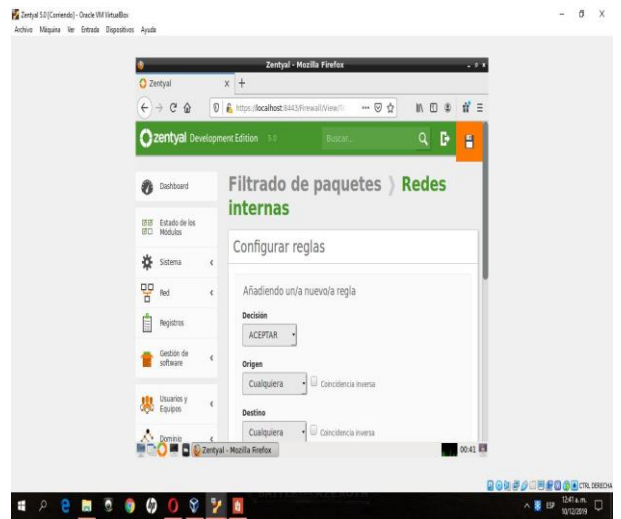 Zentyal 5.0 [Corriendo] - Oracle VM VirtualBox
Archivo Máquina Ver Entrada Dispositivos Ayuda
Zentyal - Mozilla Firefox
Zentyal
https://localhost:8443/Firewall/View/
zentyal Development Edition 5.0
Buscar...
Dashboard
Estado de los
Módulos
Sistema
Red
Registros
Gestión de
software
Usuarios y
Equipos
Dominio
Filtrado de paquetes Redes
internas
Configurar reglas
Añadiendo un/a nuevo/a regla
Decisión
ACEPTAR
Origen
Cualquiera
Coincidencia inversa
Destino
Cualquiera
Coincidencia inversa
Zentyal - Mozilla Firefox
00:41
CTRL DERECHA
ESP
12:41 a.m.
10/12/2019